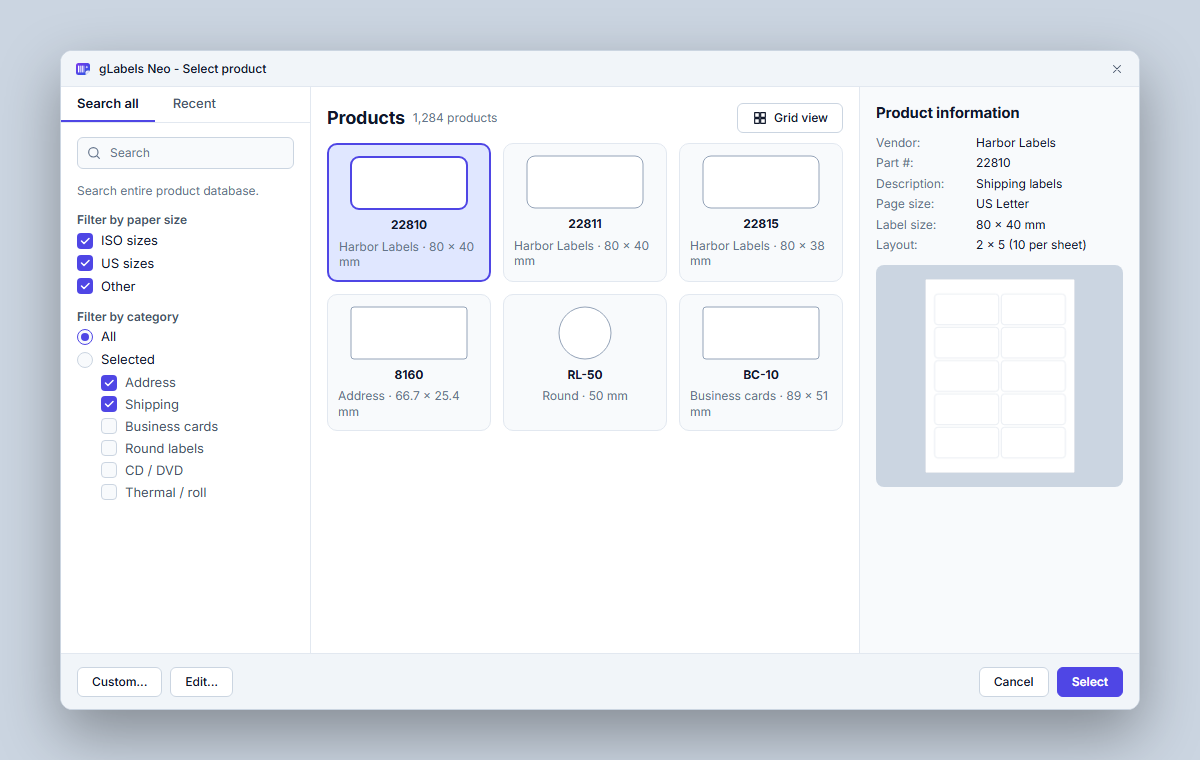 gLabels Neo - Select product
Search all
Recent
Search
Search entire product database.
Filter by paper size
ISO sizes
US sizes
Other
Filter by category
All
Selected
Address
Shipping
Business cards
Round labels
CD / DVD
Thermal / roll
Products
1,284 products
Grid view
22810
Harbor Labels · 80 × 40
mm
22811
Harbor Labels · 80 × 40
mm
22815
Harbor Labels · 80 × 38
mm
8160
Address · 66.7 × 25.4
mm
RL-50
Round · 50 mm
BC-10
Business cards · 89 × 51
mm
Product information
Vendor: Harbor Labels
Part #: 22810
Description: Shipping labels
Page size: US Letter
Label size: 80 × 40 mm
Layout: 2 × 5 (10 per sheet)
Custom...
Edit...
Cancel
Select